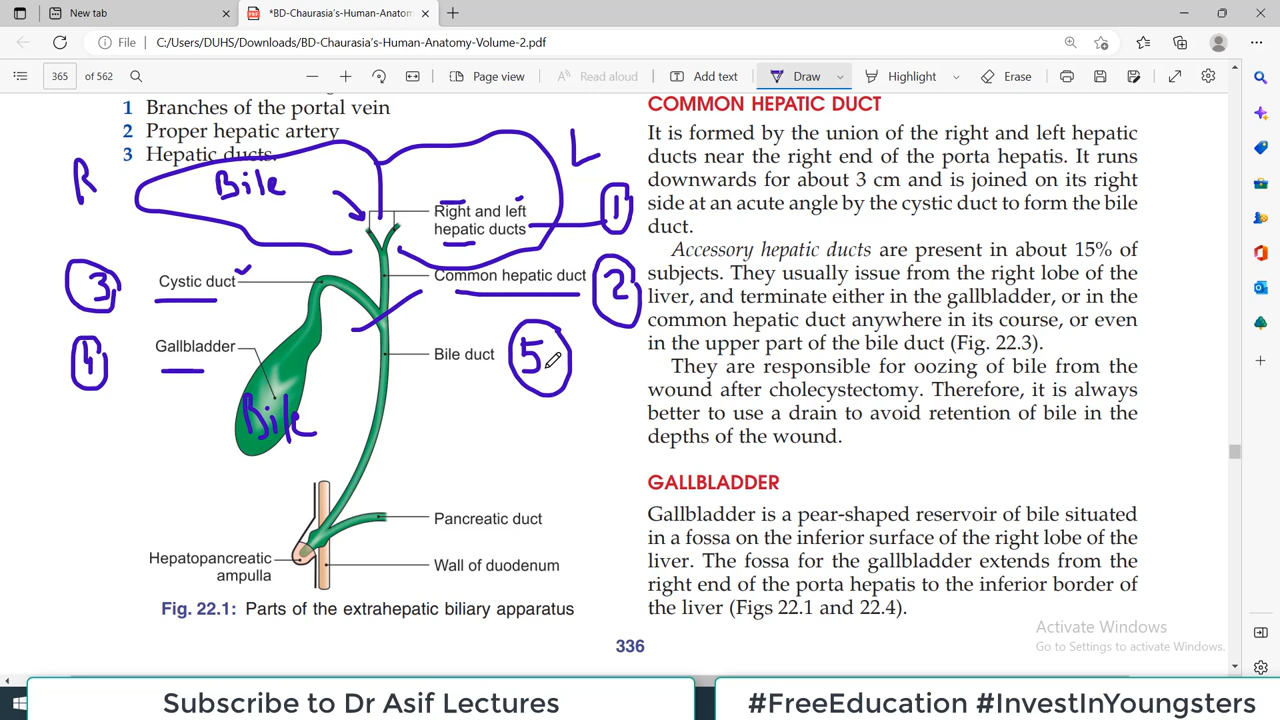 New tab
*BD-Chaurasia's-Human-Anatom
File
C:/Users/DUHS/Downloads/BD-Chaurasia's-Human-Anatomy-Volume-2.pdf
365
of 562
Page view
Read aloud
Add text
Draw
Highlight
Erase
1 Branches of the portal vein
2 Proper hepatic artery
3 Hepatic ducts.
R
Bile
L
Right and left
hepatic ducts
1
Cystic duct
3
Common hepatic duct
2
Gallbladder
4
Bile duct
5
Bile
Pancreatic duct
Hepatopancreatic
ampulla
Wall of duodenum
Fig. 22.1: Parts of the extrahepatic biliary apparatus
COMMON HEPATIC DUCT
It is formed by the union of the right and left hepatic
ducts near the right end of the porta hepatis. It runs
downwards for about 3 cm and is joined on its right
side at an acute angle by the cystic duct to form the bile
duct.
Accessory hepatic ducts are present in about 15% of
subjects. They usually issue from the right lobe of the
liver, and terminate either in the gallbladder, or in the
common hepatic duct anywhere in its course, or even
in the upper part of the bile duct (Fig. 22.3).
They are responsible for oozing of bile from the
wound after cholecystectomy. Therefore, it is always
better to use a drain to avoid retention of bile in the
depths of the wound.
GALLBLADDER
Gallbladder is a pear-shaped reservoir of bile situated
in a fossa on the inferior surface of the right lobe of the
liver. The fossa for the gallbladder extends from the
right end of the porta hepatis to the inferior border of
the liver (Figs 22.1 and 22.4).
336
Activate Windows
Go to Settings to activate Windows.
Subscribe to Dr Asif Lectures
#FreeEducation #InvestInYoungsters